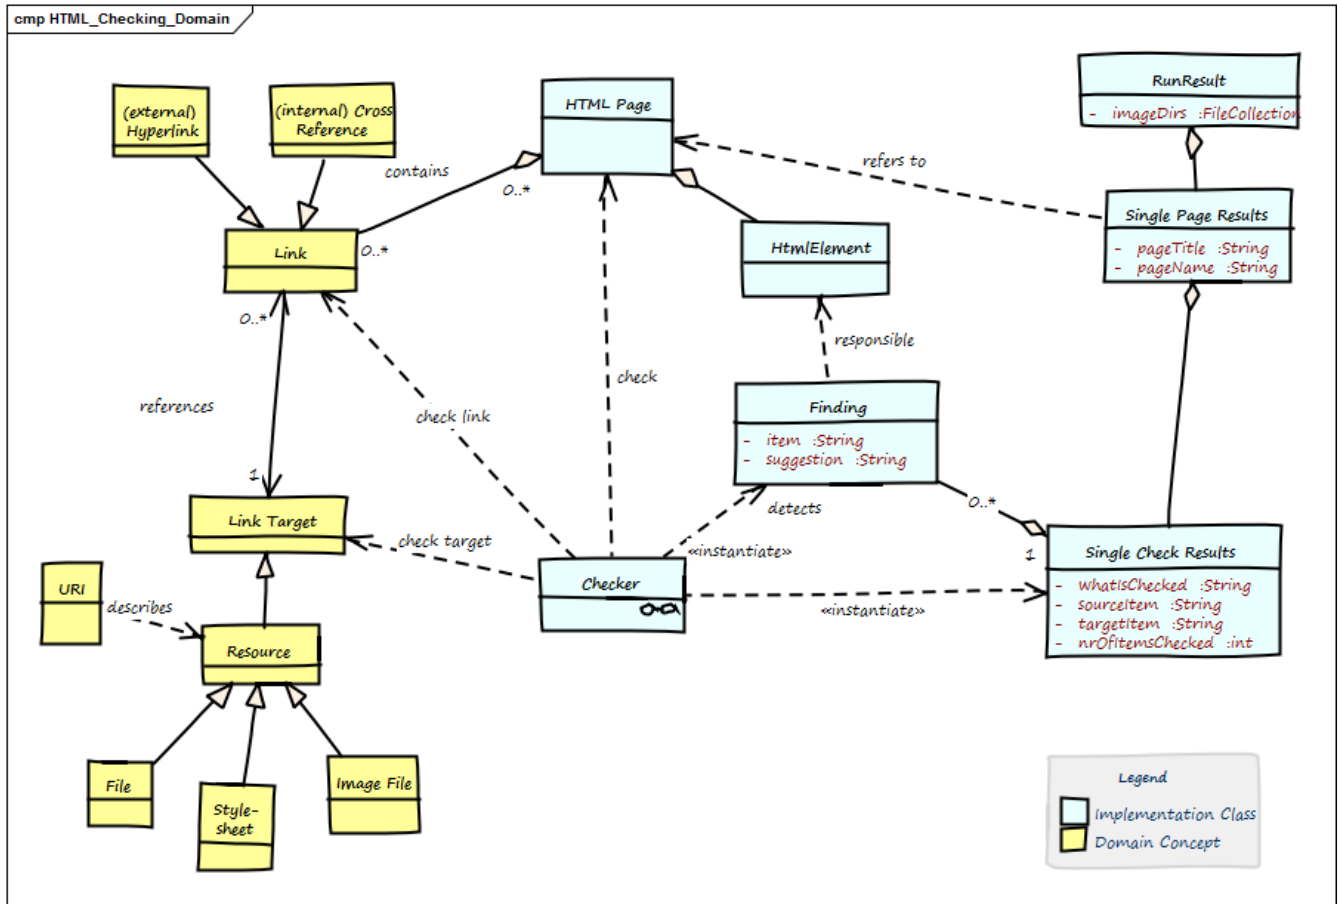 cmp HTML_Checking_Domain
(external)
Hyperlink
(internal) Cross
Reference
contains
0..*
0..*
Link
HTML Page
refers to
RunResult
- imageDirs :FileCollection
Single Page Results
- pageTitle :String
- pageName :String
HtmlElement
responsible
0..*
references
1
check link
check
Finding
- item :String
- suggestion :String
detects
0..*
1
Link Target
check target
«instantiate»
Checker
«instantiate»
Single Check Results
- whatIsChecked :String
- sourceItem :String
- targetItem :String
- nrOfItemsChecked :int
URI
describes
Resource
File
Style-
sheet
Image File
Legend
Implementation Class
Domain Concept